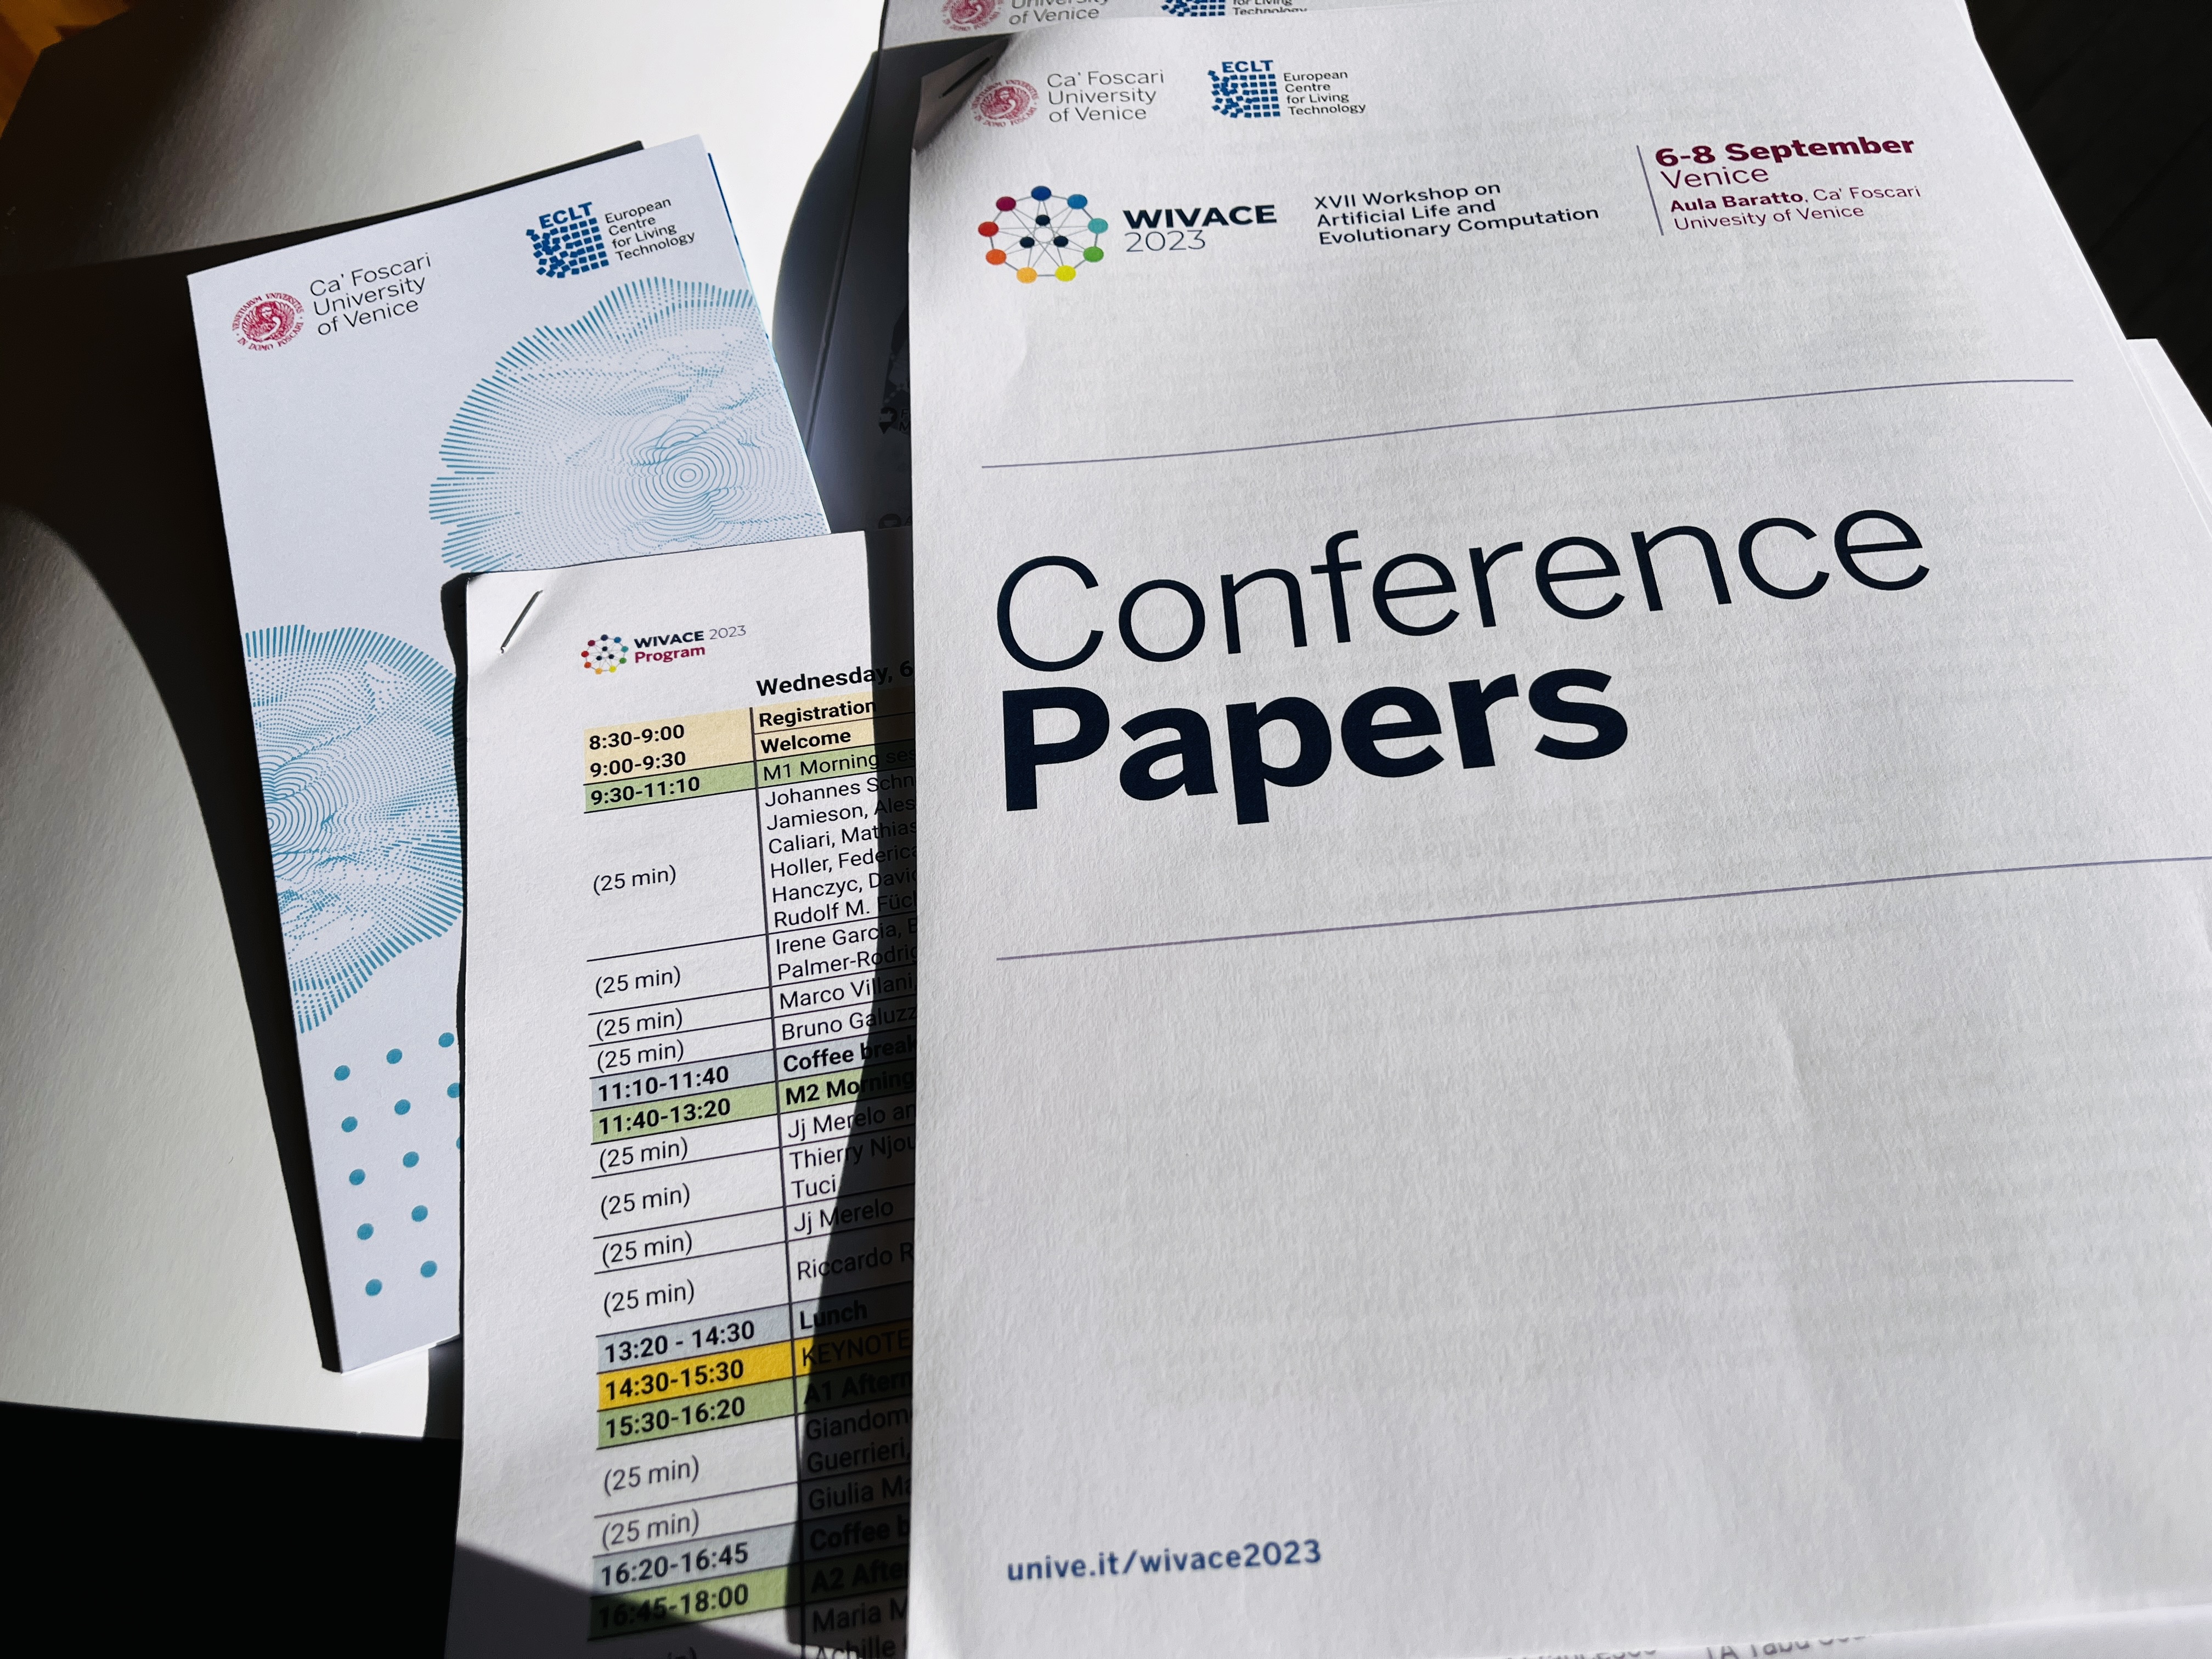 University
of Venice
for Living
Technology
Ca' Foscari
University
of Venice
ECLT
European
Centre
for Living
Technology
WIVACE
2023
XVII Workshop on
Artificial Life and
Evolutionary Computation
6-8 September
Venice
Aula Baratto, Ca' Foscari
Univesity of Venice
Conference
Papers
unive.it/wivace2023
Ca' Foscari
University
of Venice
ECLT
European
Centre
for Living
Technology
WIVACE 2023
Program
Wednesday, 6
8:30-9:00 Registration
9:00-9:30 Welcome
9:30-11:10 M1 Morning ses
(25 min) Johannes Schn
Jamieson, Ales
Caliari, Mathias
Holler, Federica
Hanczyc, Davi
Rudolf M. Füc
(25 min) Irene Garcia, E
Palmer-Rodrig
(25 min) Marco Villani,
(25 min) Bruno Galuzz
11:10-11:40 Coffee break
11:40-13:20 M2 Morning
(25 min) Jj Merelo an
(25 min) Thierry Njou
Tuci
(25 min) Jj Merelo
(25 min) Riccardo R
13:20 - 14:30 Lunch
14:30-15:30 KEYNOTE
15:30-16:20 A1 Aftern
(25 min) Giandom
Guerrieri,
(25 min) Giulia Ma
16:20-16:45 Coffee b
16:45-18:00 A2 Afte
Maria M
Achille